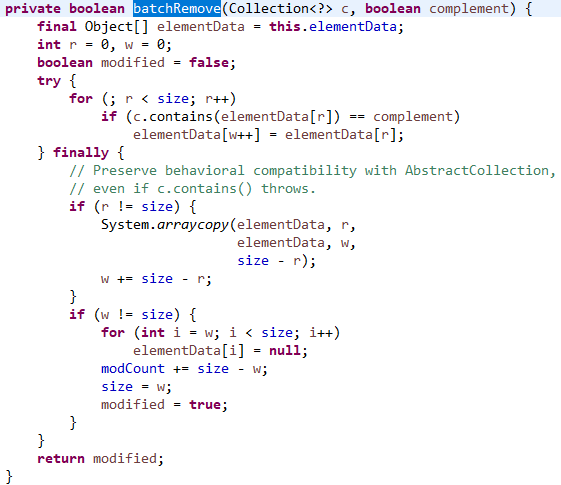 private boolean batchRemove(Collection<?> c, boolean complement) {
    final Object[] elementData = this.elementData;
    int r = 0, w = 0;
    boolean modified = false;
    try {
        for (; r < size; r++)
            if (c.contains(elementData[r]) == complement)
                elementData[w++] = elementData[r];
    } finally {
        // Preserve behavioral compatibility with AbstractCollection,
        // even if c.contains() throws.
        if (r != size) {
            System.arraycopy(elementData, r,
                             elementData, w,
                             size - r);
            w += size - r;
        }
        if (w != size) {
            for (int i = w; i < size; i++)
                elementData[i] = null;
            modCount += size - w;
            size = w;
            modified = true;
        }
    }
    return modified;
}